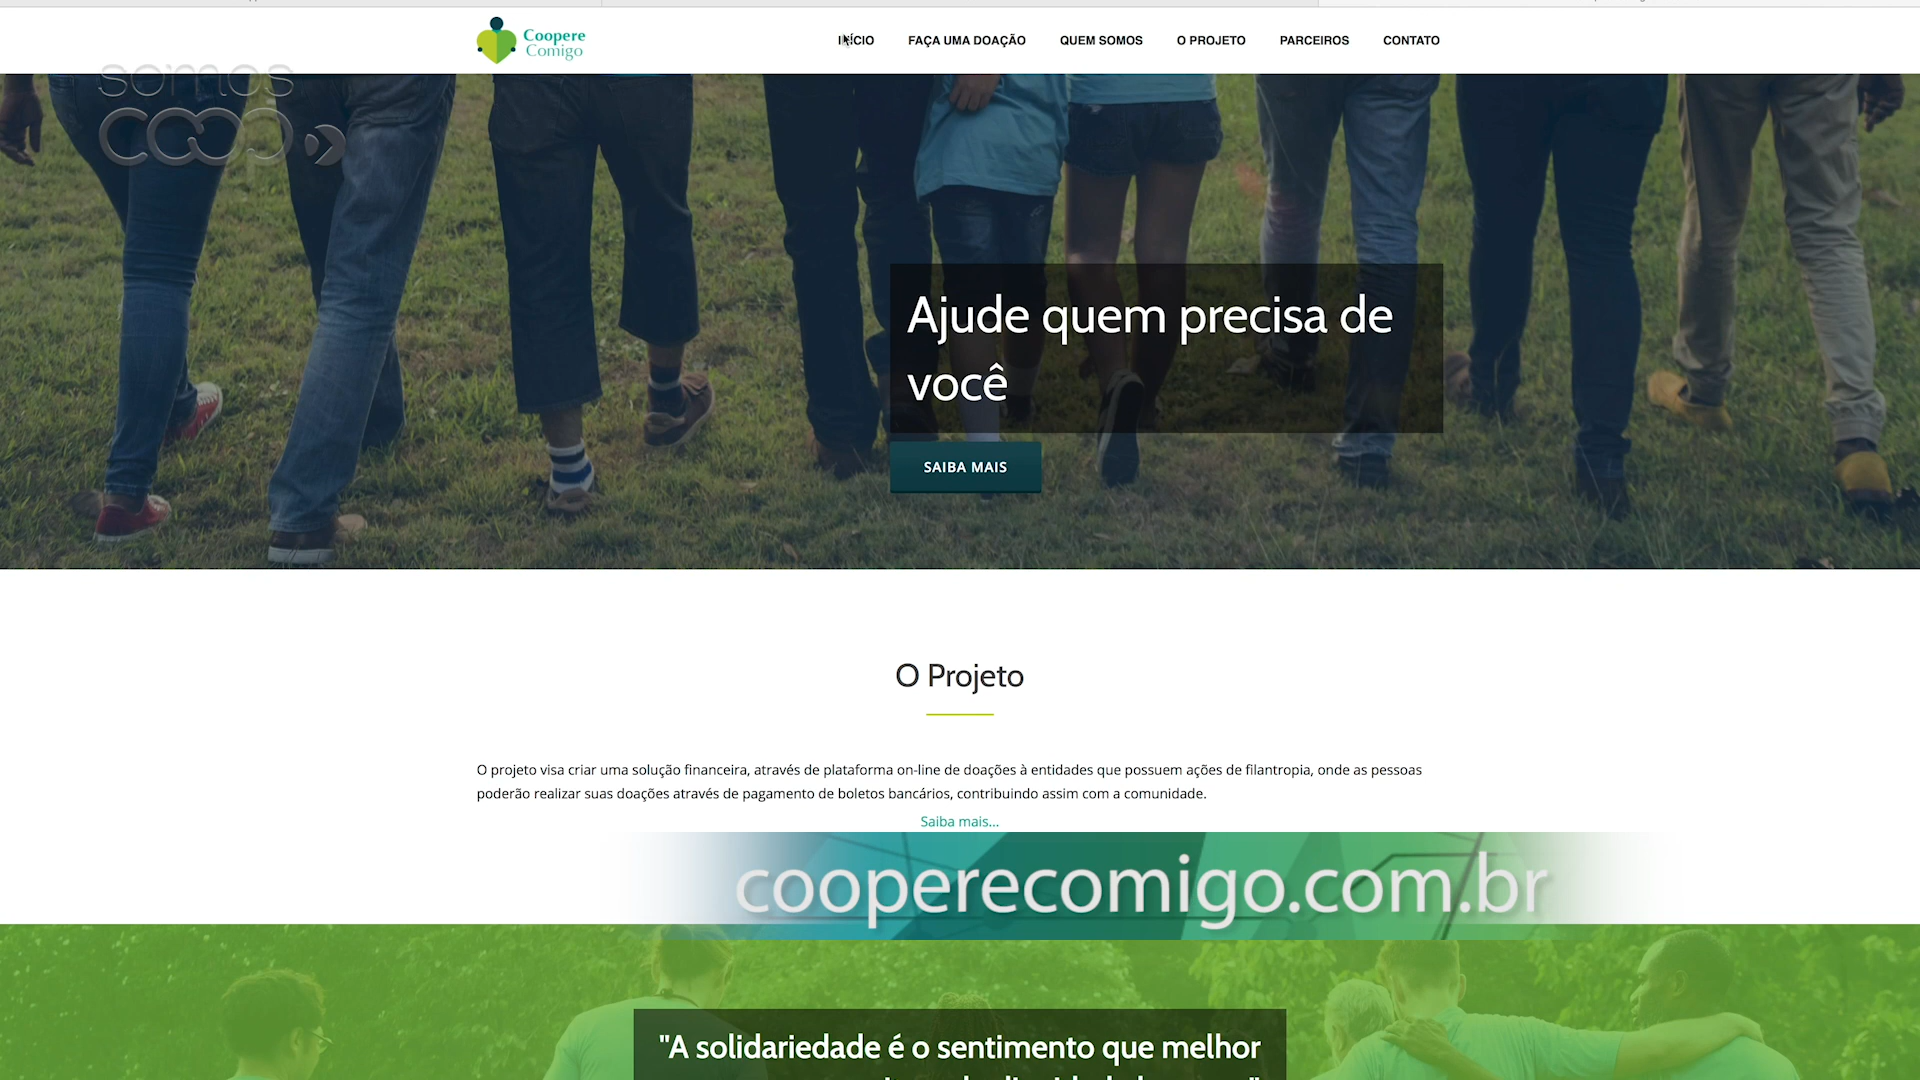 Coopere
Comigo
INÍCIO
FAÇA UMA DOAÇÃO
QUEM SOMOS
O PROJETO
PARCEIROS
CONTATO
somos
coop
Ajude quem precisa de
você
SAIBA MAIS
O Projeto
O projeto visa criar uma solução financeira, através de plataforma on-line de doações à entidades que possuem ações de filantropia, onde as pessoas
poderão realizar suas doações através de pagamento de boletos bancários, contribuindo assim com a comunidade.
Saiba mais...
cooperecomigo.com.br
"A solidariedade é o sentimento que melhor